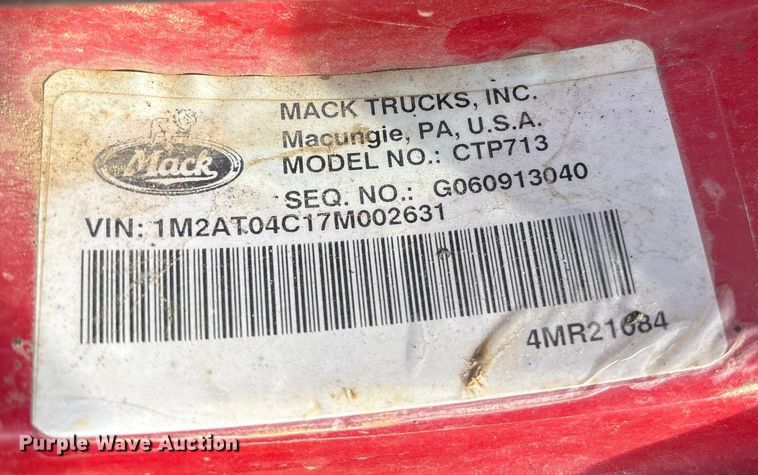 MACK TRUCKS, INC.
Macungie, PA, U.S.A.
MODEL NO.: CTP713
Mack
SEQ. NO.: G060913040
VIN: 1M2AT04C17M002631
4MR21684
Purple Wave Auction